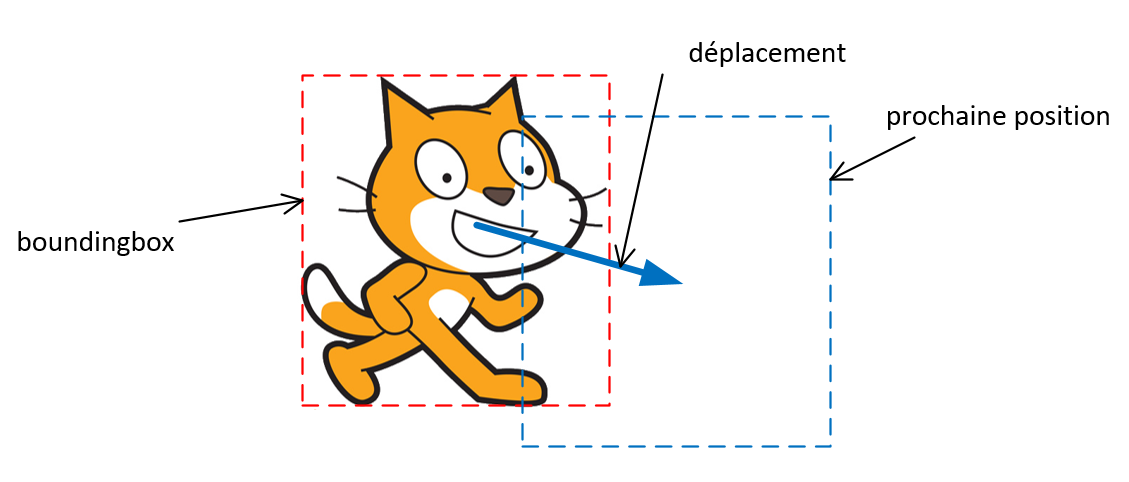 déplacement
prochaine position
boundingbox